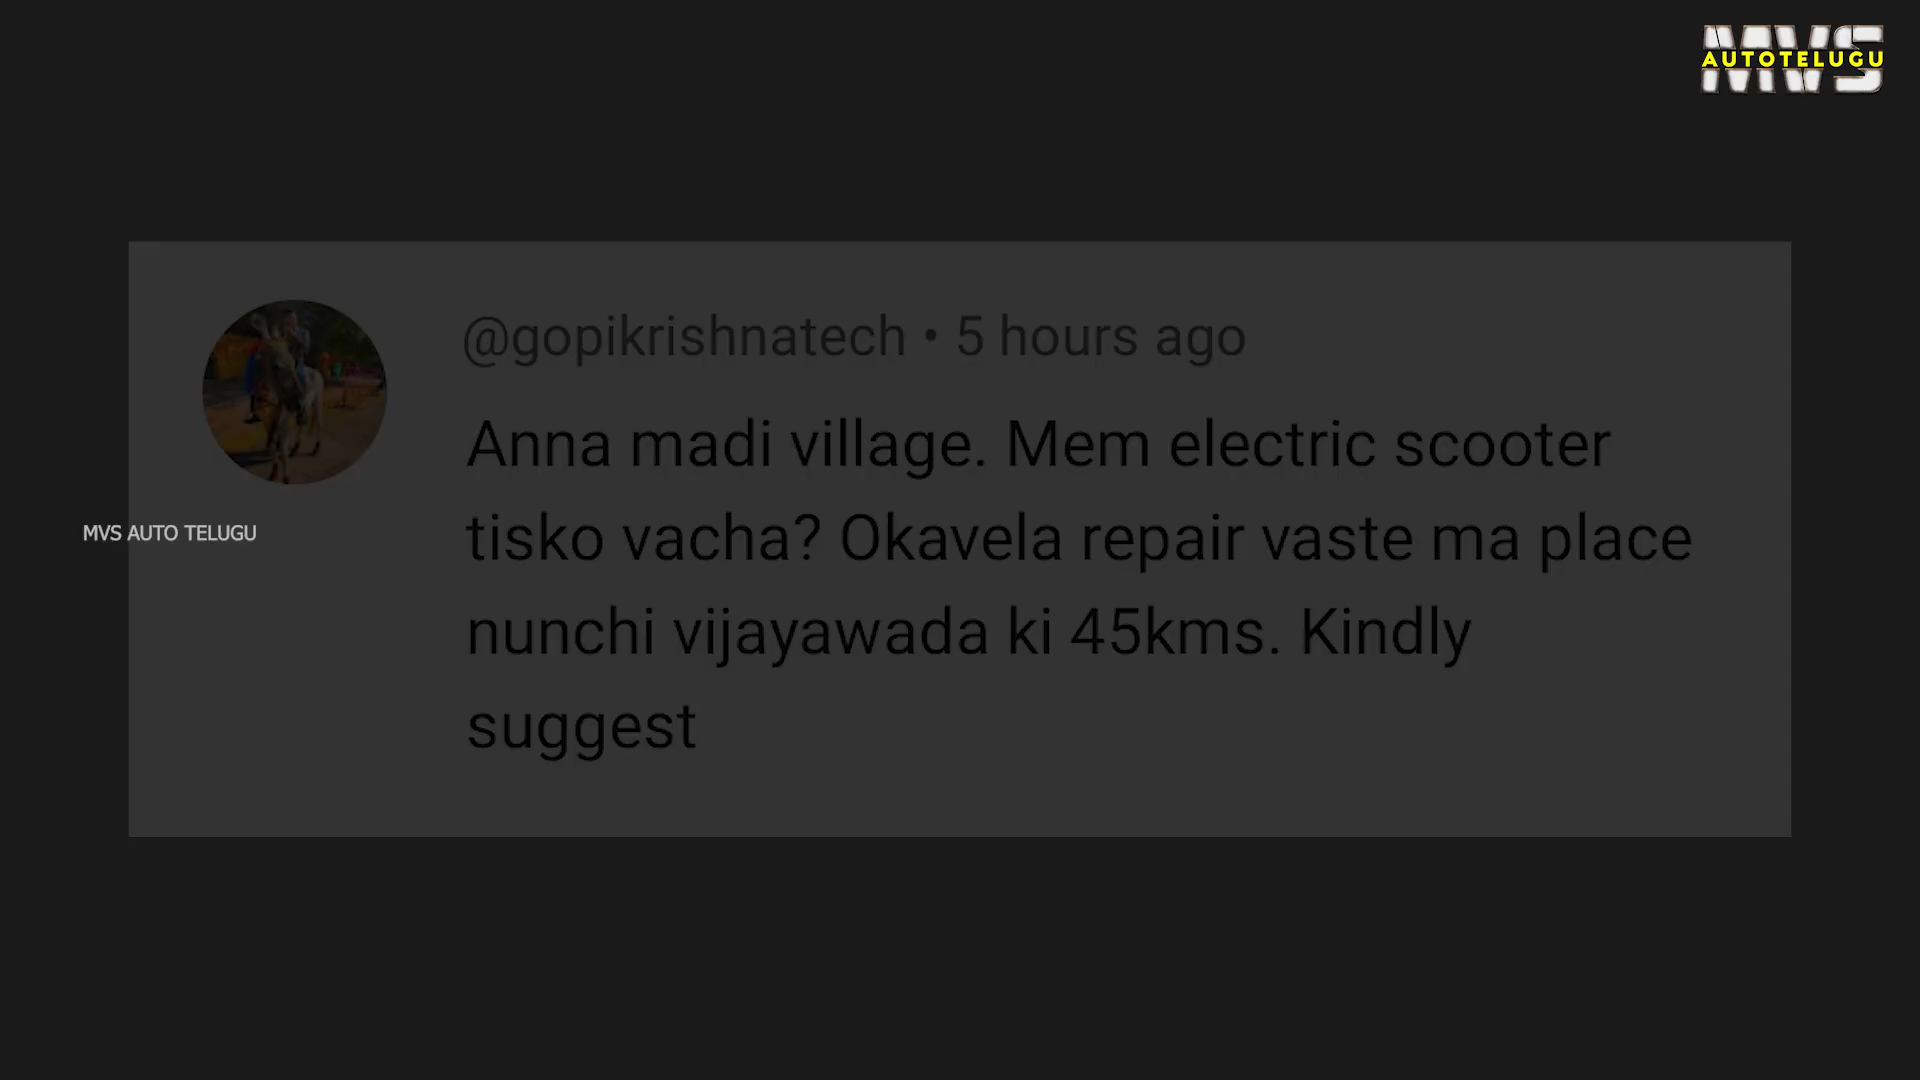 MVS
AUTOTELUGU
@gopikrishnatech • 5 hours ago
Anna madi village. Mem electric scooter
tisko vacha? Okavela repair vaste ma place
nunchi vijayawada ki 45kms. Kindly
suggest
MVS AUTO TELUGU